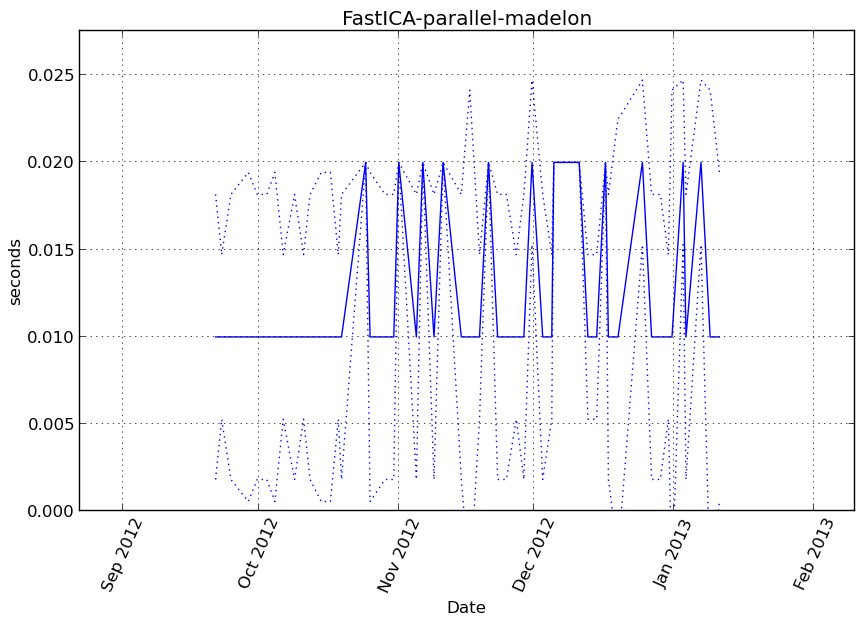 FastICA-parallel-madelon
0.025
0.020
0.015
0.010
0.005
0.000
seconds
Sep 2012
Oct 2012
Nov 2012
Dec 2012
Jan 2013
Feb 2013
Date